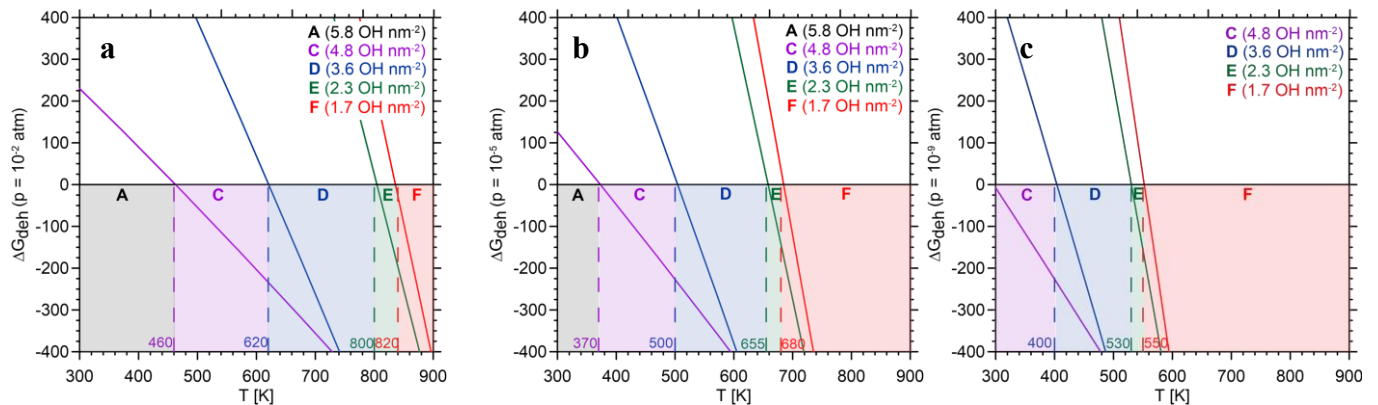 a
A (5.8 OH nm-2)
C (4.8 OH nm-2)
D (3.6 OH nm-2)
E (2.3 OH nm-2)
F (1.7 OH nm-2)
400
300
200
100
0
-100
-200
-300
-400
ΔGdeh (p = 10-2 atm)
A C D E F
460 620 800 820
300 400 500 600 700 800 900
T [K]
b
A (5.8 OH nm-2)
C (4.8 OH nm-2)
D (3.6 OH nm-2)
E (2.3 OH nm-2)
F (1.7 OH nm-2)
400
300
200
100
0
-100
-200
-300
-400
ΔGdeh (p = 10-5 atm)
A C D E F
370 500 655 680
300 400 500 600 700 800 900
T [K]
c
C (4.8 OH nm-2)
D (3.6 OH nm-2)
E (2.3 OH nm-2)
F (1.7 OH nm-2)
400
300
200
100
0
-100
-200
-300
-400
ΔGdeh (p = 10-9 atm)
C D E F
400 530 550
300 400 500 600 700 800 900
T [K]